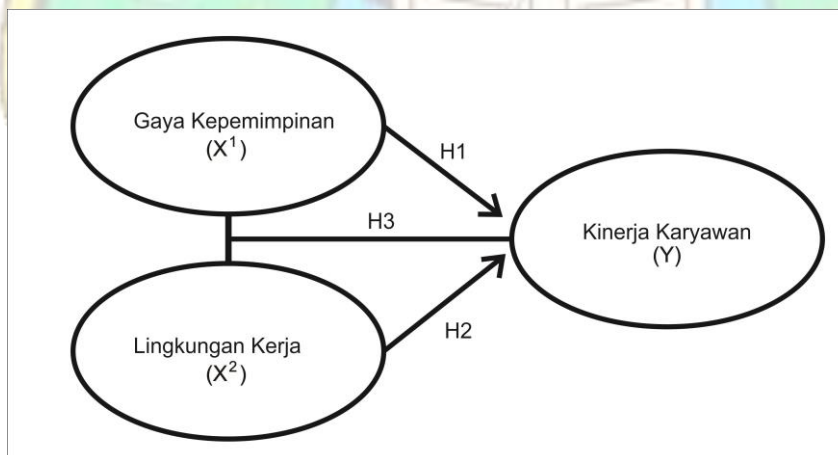 Gaya Kepemimpinan
(X¹)
H1
H3
Kinerja Karyawan
(Y)
Lingkungan Kerja
(X²)
H2